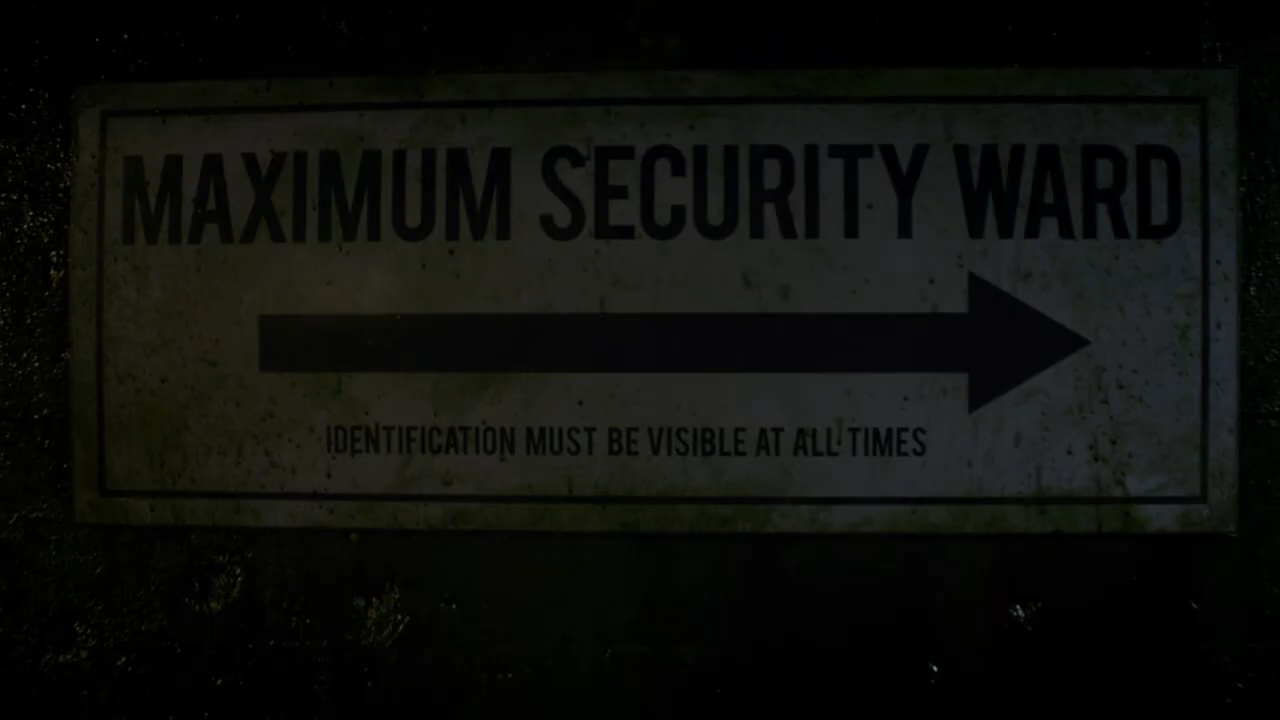 MAXIMUM SECURITY WARD
IDENTIFICATION MUST BE VISIBLE AT ALL TIMES